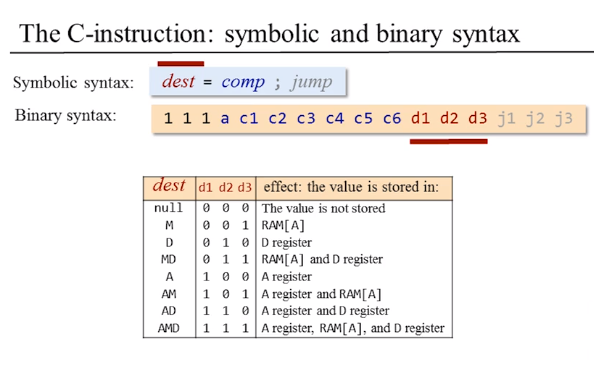 The C-instruction: symbolic and binary syntax
Symbolic syntax: dest = comp ; jump
Binary syntax: 1 1 1 a c1 c2 c3 c4 c5 c6 d1 d2 d3 j1 j2 j3
dest d1 d2 d3 effect: the value is stored in:
null 0 0 0 The value is not stored
M 0 0 1 RAM[A]
D 0 1 0 D register
MD 0 1 1 RAM[A] and D register
A 1 0 0 A register
AM 1 0 1 A register and RAM[A]
AD 1 1 0 A register and D register
AMD 1 1 1 A register, RAM[A], and D register